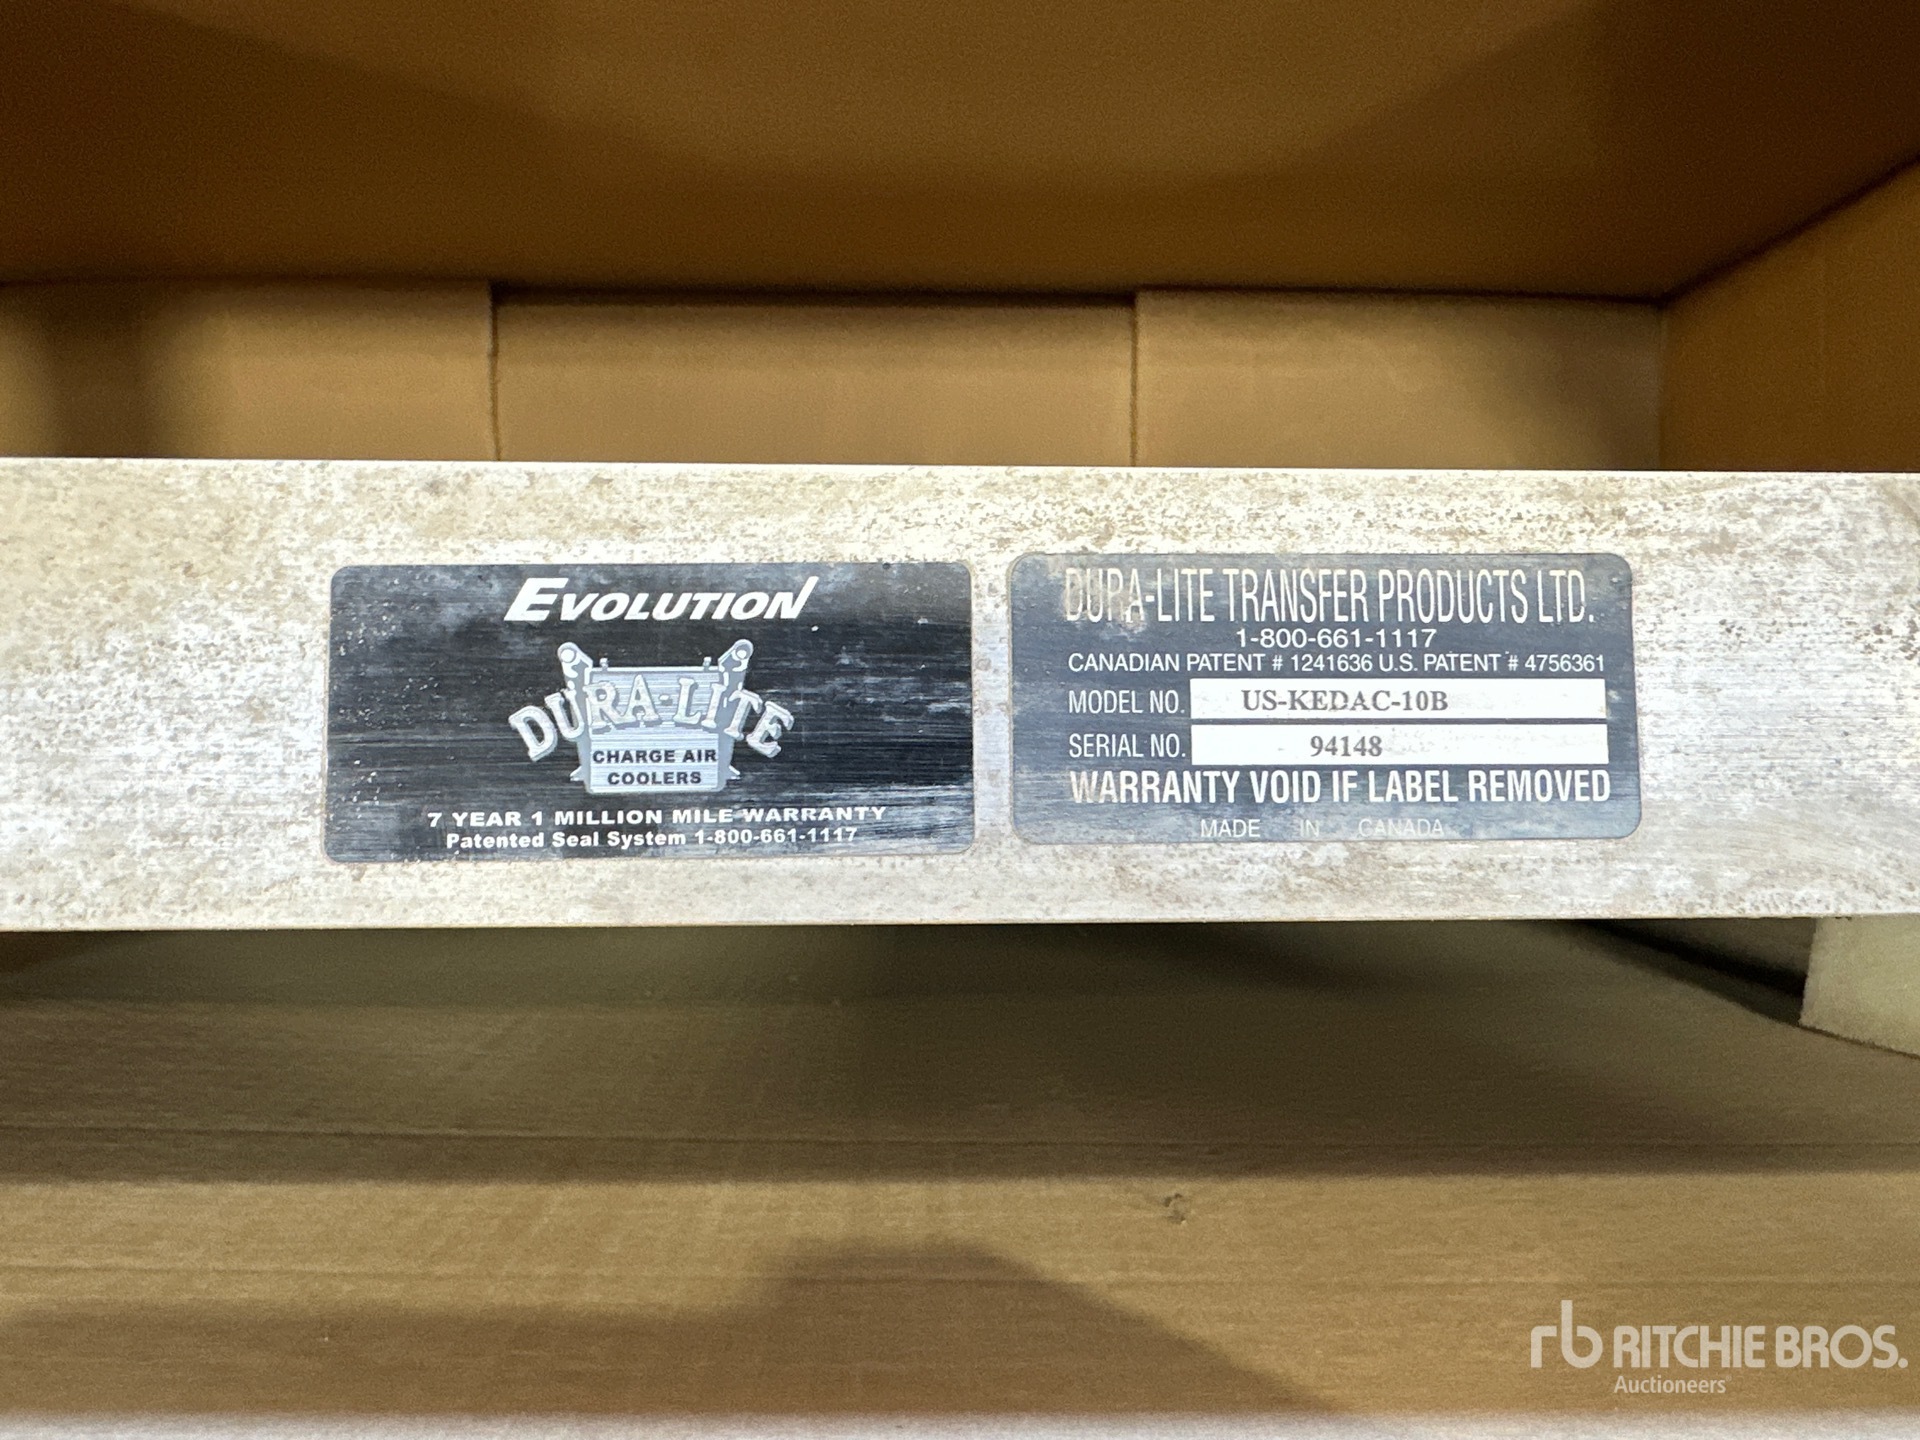 EVOLUTION
DURA-LITE
CHARGE AIR
COOLERS
7 YEAR 1 MILLION MILE WARRANTY
Patented Seal System 1-800-661-1117
DURA-LITE TRANSFER PRODUCTS LTD.
1-800-661-1117
CANADIAN PATENT # 1241636 U.S. PATENT # 4756361
MODEL NO. US-KEDAC-10B
SERIAL NO. 94148
WARRANTY VOID IF LABEL REMOVED
MADE IN CANADA
rb RITCHIE BROS.
Auctioneers